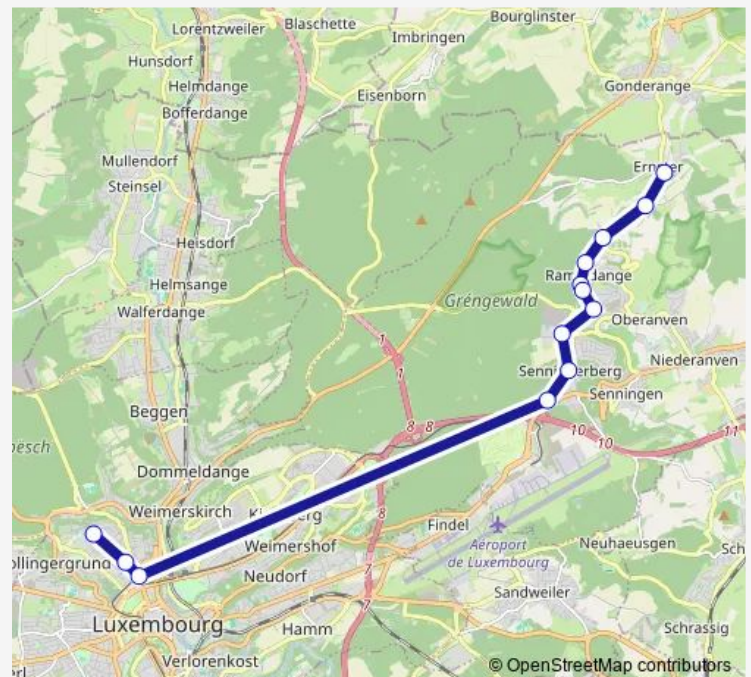 Lorentzweiler
Blaschette
Bourglinster
Imbringen
Hunsdorf
Helmdange
Bofferdange
Eisenborn
Gonderange
Mullendorf
Steinsel
Heisdorf
Helmsange
Walferdange
Gréngewald
Oberanven
1
1
Niederanven
Senningen
Beggen
8
8
10
10
11
Dommeldange
Weimerskirch
8
Findel
Weimershof
Neudorf
Aéroport
de Luxembourg
Neuhaeusgen
7
7
Sandweiler
Luxembourg
Hamm
Schrassig
Verlorenkost
© OpenStreetMap contributors